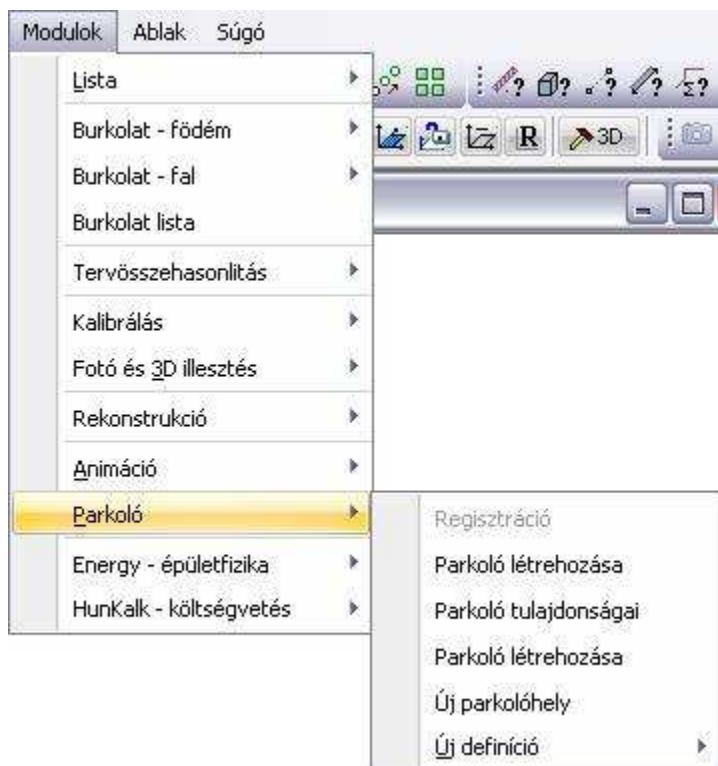 Modulok Ablak Súgó
Lista
Burkolat - födém
Burkolat - fal
Burkolat lista
R 3D
Tervösszehasonlitás
Kalibrálás
Fotó és 3D illesztés
Rekonstrukció
Animáció
Parkoló
Energy - épületfizika
HunKalk - költségvetés
Regisztráció
Parkoló létrehozása
Parkoló tulajdonságai
Parkoló létrehozása
Új parkolóhely
Új definíció